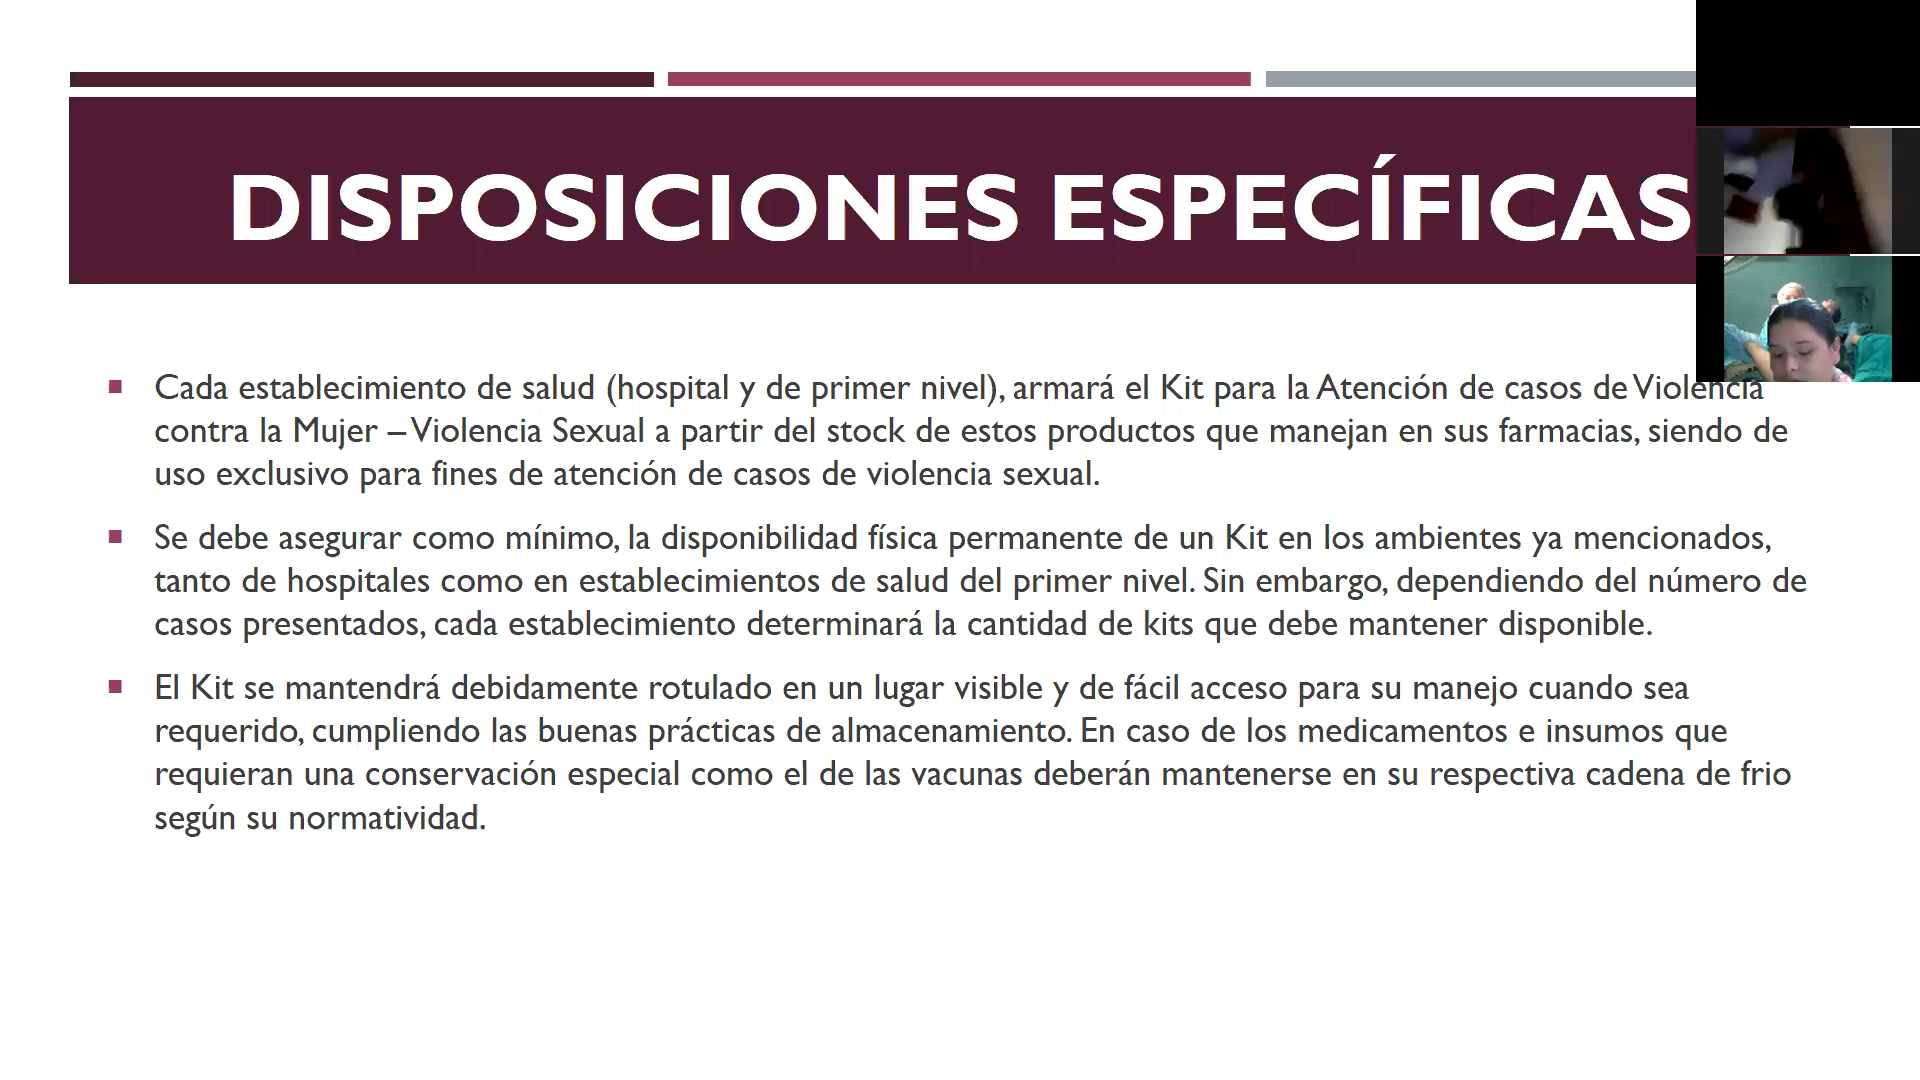 DISPOSICIONES ESPECÍFICAS
Cada establecimiento de salud (hospital y de primer nivel), armará el Kit para la Atención de casos de Violencia
contra la Mujer – Violencia Sexual a partir del stock de estos productos que manejan en sus farmacias, siendo de
uso exclusivo para fines de atención de casos de violencia sexual.
Se debe asegurar como mínimo, la disponibilidad física permanente de un Kit en los ambientes ya mencionados,
tanto de hospitales como en establecimientos de salud del primer nivel. Sin embargo, dependiendo del número de
casos presentados, cada establecimiento determinará la cantidad de kits que debe mantener disponible.
El Kit se mantendrá debidamente rotulado en un lugar visible y de fácil acceso para su manejo cuando sea
requerido, cumpliendo las buenas prácticas de almacenamiento. En caso de los medicamentos e insumos que
requieran una conservación especial como el de las vacunas deberán mantenerse en su respectiva cadena de frio
según su normatividad.